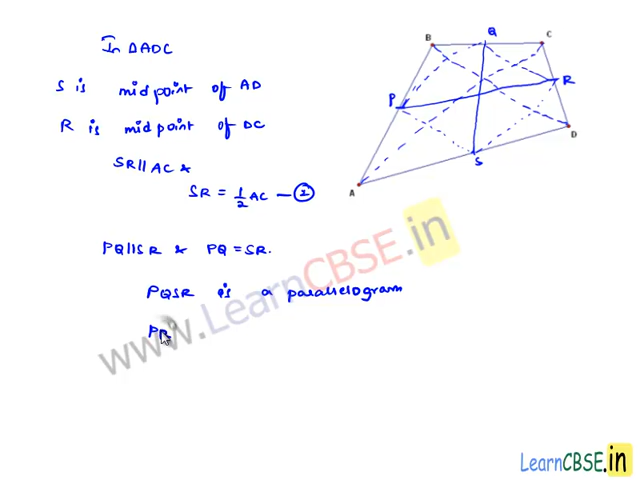 In ΔADC
S is midpoint of AD
R is midpoint of DC
SR || AC &
SR = 1/2 AC — ②
PQ || SR & PQ = SR.
PQSR is a parallelogram
PR
B
Q
C
P
R
D
S
A
www.LearnCBSE.in
LearnCBSE.in